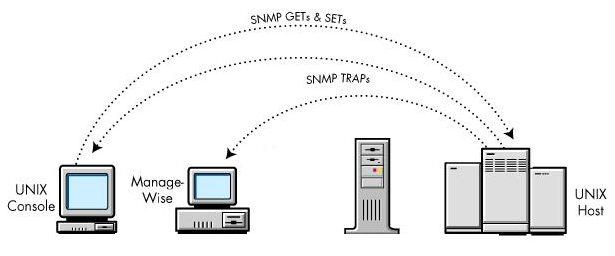 SNMP GETs & SETs
SNMP TRAPs
UNIX
Console
Manage-
Wise
UNIX
Host